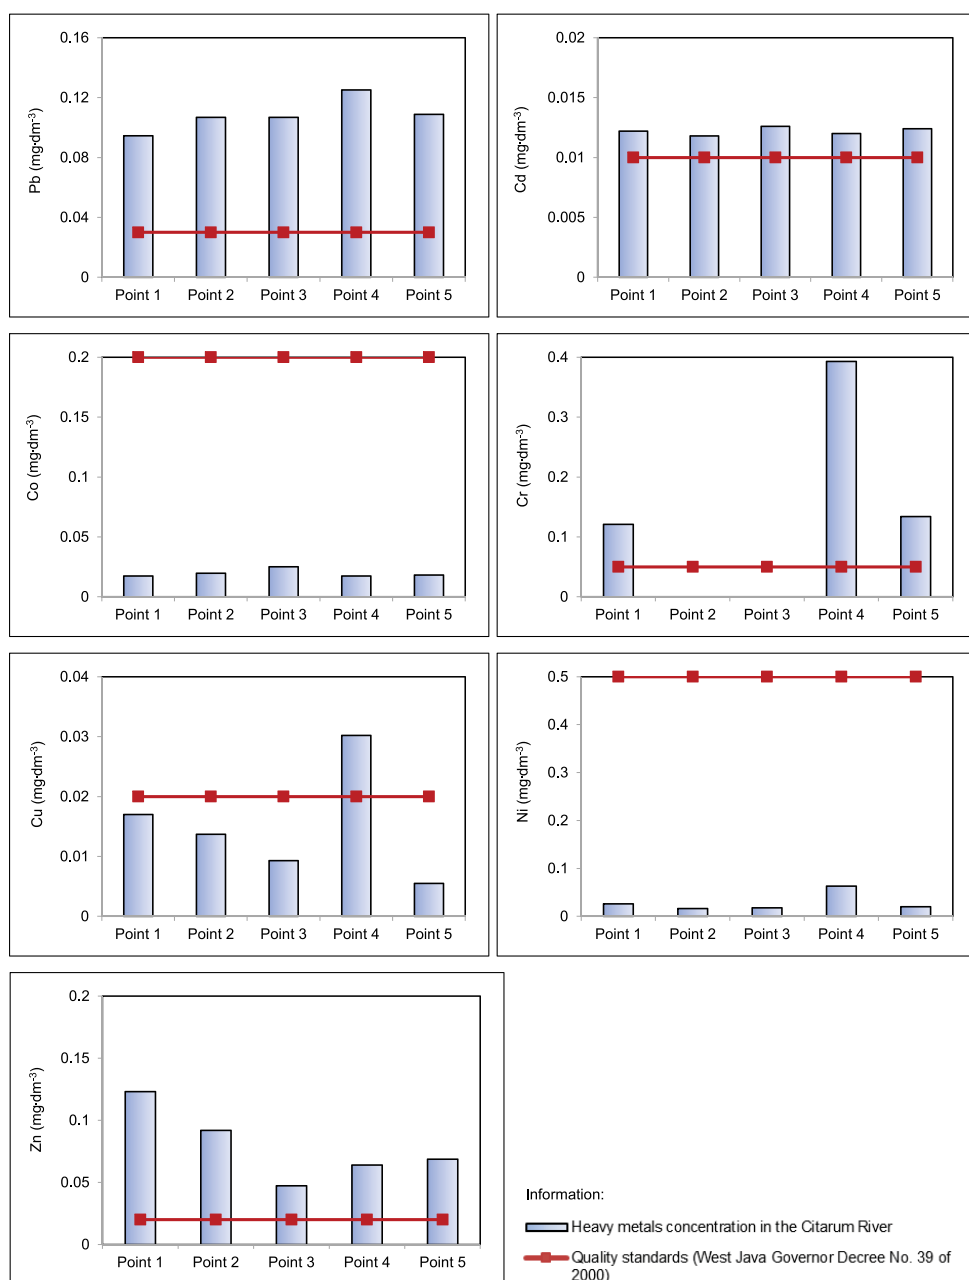 0.16
0.12
0.08
0.04
0
Pb (mg·dm-3)
Point 1 Point 2 Point 3 Point 4 Point 5
0.02
0.015
0.01
0.005
0
Cd (mg·dm-3)
Point 1 Point 2 Point 3 Point 4 Point 5
0.2
0.15
0.1
0.05
0
Co (mg·dm-3)
Point 1 Point 2 Point 3 Point 4 Point 5
0.4
0.3
0.2
0.1
0
Cr (mg·dm-3)
Point 1 Point 2 Point 3 Point 4 Point 5
0.04
0.03
0.02
0.01
0
Cu (mg·dm-3)
Point 1 Point 2 Point 3 Point 4 Point 5
0.5
0.4
0.3
0.2
0.1
0
Ni (mg·dm-3)
Point 1 Point 2 Point 3 Point 4 Point 5
0.2
0.15
0.1
0.05
0
Zn (mg·dm-3)
Point 1 Point 2 Point 3 Point 4 Point 5
Information:
Heavy metals concentration in the Citarum River
Quality standards (West Java Governor Decree No. 39 of
2000)